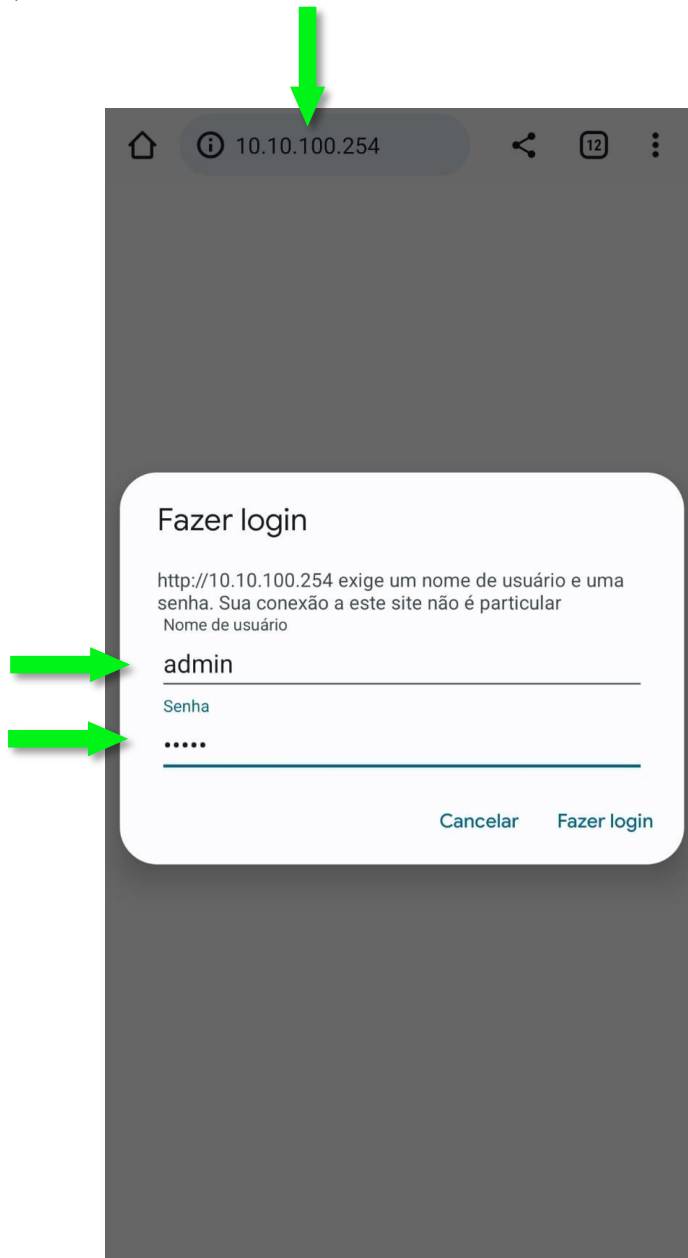 10.10.100.254
12
Fazer login
http://10.10.100.254 exige um nome de usuário e uma
senha. Sua conexão a este site não é particular
Nome de usuário
admin
Senha
•••••
Cancelar Fazer login